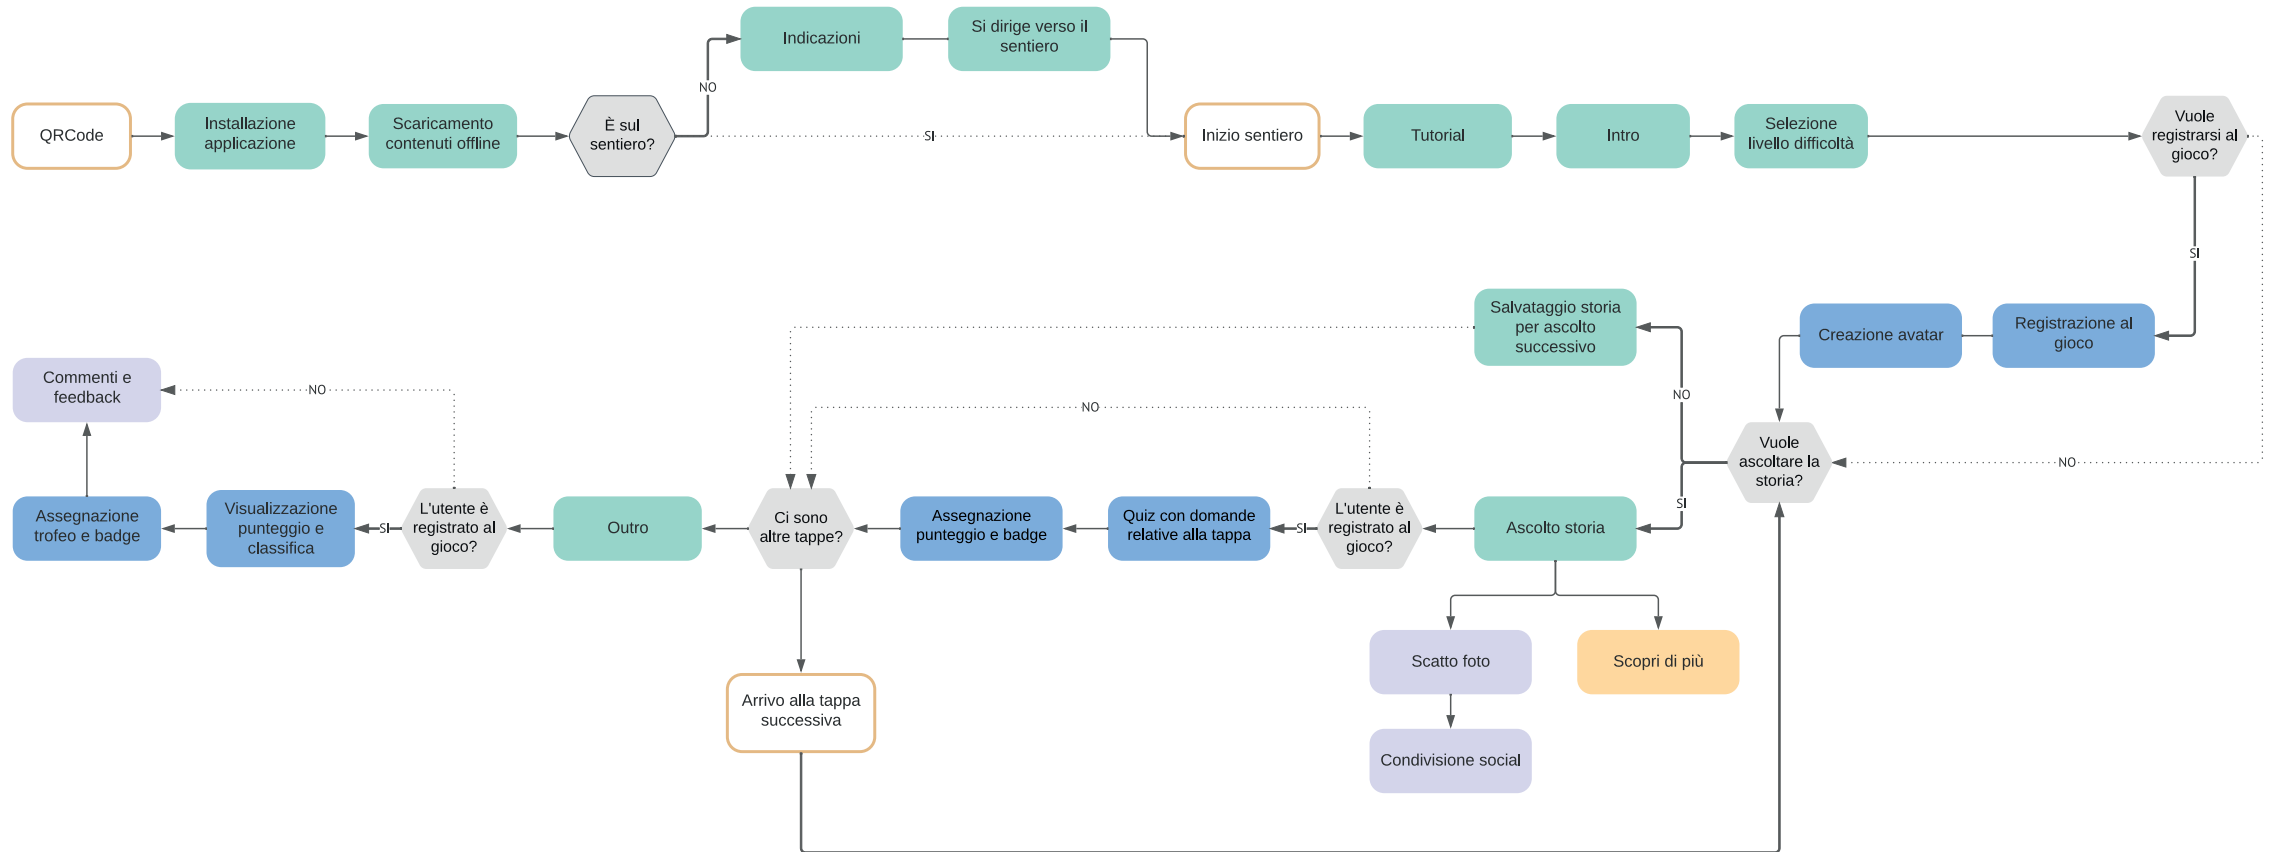 Indicazioni
Si dirige verso il
sentiero
NO
QRCode
Installazione
applicazione
Scaricamento
contenuti offline
È sul
sentiero?
SI
Inizio sentiero
Tutorial
Intro
Selezione
livello difficoltà
Vuole
registrarsi al
gioco?
SI
Salvataggio storia
per ascolto
successivo
Creazione avatar
Registrazione al
gioco
Commenti e
feedback
NO
NO
NO
Vuole
ascoltare la
storia?
NO
SI
Assegnazione
trofeo e badge
Visualizzazione
punteggio e
classifica
SI
L'utente è
registrato al
gioco?
Outro
Ci sono
altre tappe?
Assegnazione
punteggio e badge
Quiz con domande
relative alla tappa
SI
L'utente è
registrato al
gioco?
Ascolto storia
Scatto foto
Scopri di più
Arrivo alla tappa
successiva
Condivisione social